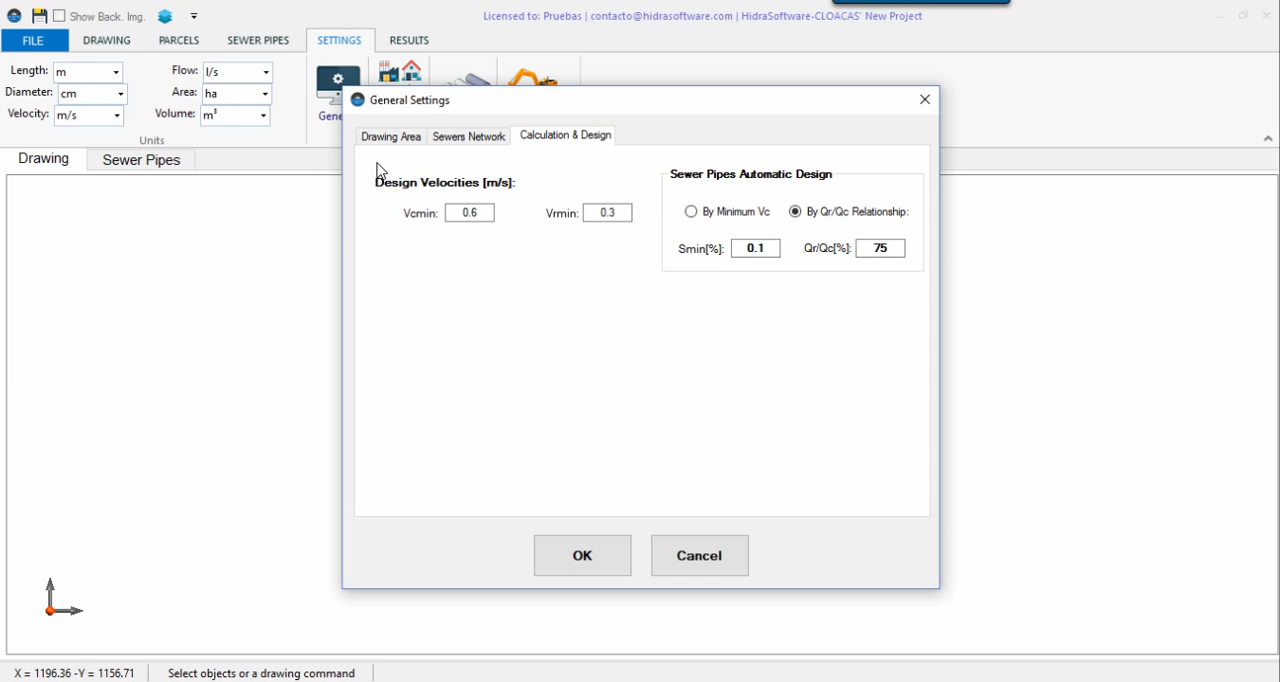 Show Back. Img.
Licensed to: Pruebas | contacto@hidrasoftware.com | HidraSoftware-CLOACAS' New Project
FILE DRAWING PARCELS SEWER PIPES SETTINGS RESULTS
Length: m Flow: l/s
Diameter: cm Area: ha
Velocity: m/s Volume: m³
Units
Gene
Drawing Sewer Pipes
General Settings
Drawing Area Sewers Network Calculation & Design
Design Velocities [m/s]:
Vcmin: 0.6 Vrmin: 0.3
Sewer Pipes Automatic Design
By Minimum Vc By Qr/Qc Relationship:
Smin[%]: 0.1 Qr/Qc[%]: 75
OK Cancel
X = 1196.36 -Y = 1156.71 Select objects or a drawing command